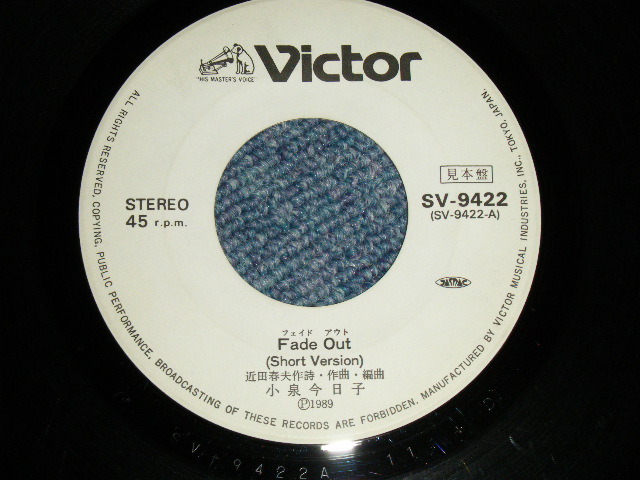 Victor
"HIS MASTER'S VOICE"
STEREO
45 r.p.m.
見本盤
SV-9422
(SV-9422-A)
JASRAC
フェイド アウト
Fade Out
(Short Version)
近田春夫作詩・作曲・編曲
小泉今日子
Ⓟ1989
ALL RIGHTS RESERVED, COPYING, PUBLIC PERFORMANCE, BROADCASTING OF THESE RECORDS ARE FORBIDDEN, MANUFACTURED BY VICTOR MUSICAL INDUSTRIES, INC., TOKYO, JAPAN.